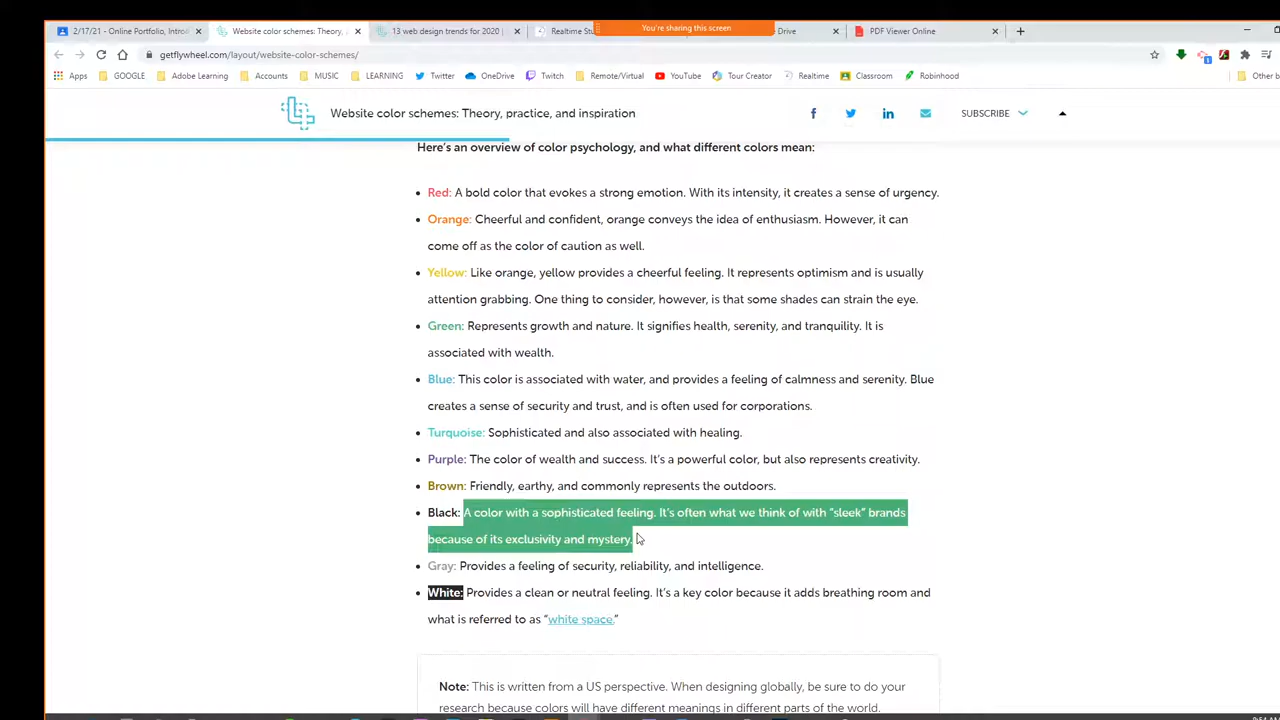 You're sharing this screen
2/17/21 - Online Portfolio, Introd
Website color schemes: Theory,
13 web design trends for 2020 |
Realtime Stu
Drive
PDF Viewer Online
getflywheel.com/layout/website-color-schemes/
Apps
GOOGLE
Adobe Learning
Accounts
MUSIC
LEARNING
Twitter
OneDrive
Twitch
Remote/Virtual
YouTube
Tour Creator
Realtime
Classroom
Robinhood
Other b
Website color schemes: Theory, practice, and inspiration
SUBSCRIBE
Here's an overview of color psychology, and what different colors mean:
• Red: A bold color that evokes a strong emotion. With its intensity, it creates a sense of urgency.
• Orange: Cheerful and confident, orange conveys the idea of enthusiasm. However, it can
come off as the color of caution as well.
• Yellow: Like orange, yellow provides a cheerful feeling. It represents optimism and is usually
attention grabbing. One thing to consider, however, is that some shades can strain the eye.
• Green: Represents growth and nature. It signifies health, serenity, and tranquility. It is
associated with wealth.
• Blue: This color is associated with water, and provides a feeling of calmness and serenity. Blue
creates a sense of security and trust, and is often used for corporations.
• Turquoise: Sophisticated and also associated with healing.
• Purple: The color of wealth and success. It's a powerful color, but also represents creativity.
• Brown: Friendly, earthy, and commonly represents the outdoors.
• Black: A color with a sophisticated feeling. It's often what we think of with “sleek” brands
because of its exclusivity and mystery.
• Gray: Provides a feeling of security, reliability, and intelligence.
• White: Provides a clean or neutral feeling. It's a key color because it adds breathing room and
what is referred to as “white space.”
Note: This is written from a US perspective. When designing globally, be sure to do your
research because colors will have different meanings in different parts of the world.